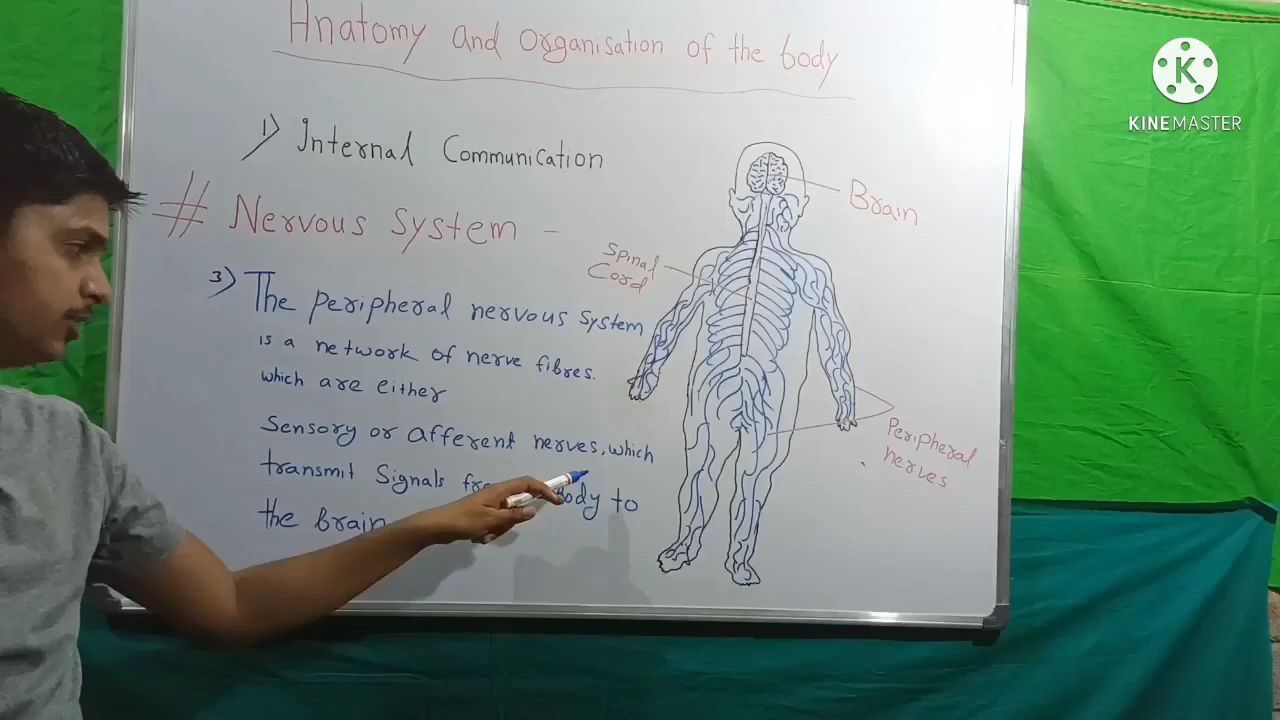 Anatomy and organisation of the body
1) Internal Communication
# Nervous System -
3) The peripheral nervous system
is a network of nerve fibres.
which are either
Sensory or afferent nerves, which
transmit Signals body to
the brain
Brain
Spinal
Cord
Peripheral
nerves
K
KINEMASTER